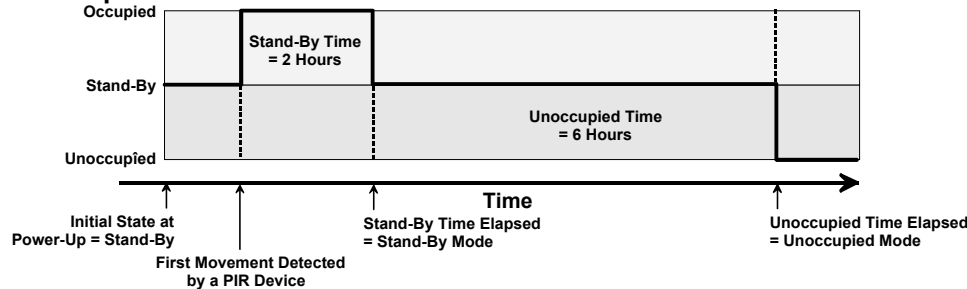 Occupied
Stand-By Time
= 2 Hours
Stand-By
Unoccupied Time
= 6 Hours
Unoccupied
Time
Initial State at
Power-Up = Stand-By
First Movement Detected
by a PIR Device
Stand-By Time Elapsed
= Stand-By Mode
Unoccupied Time Elapsed
= Unoccupied Mode